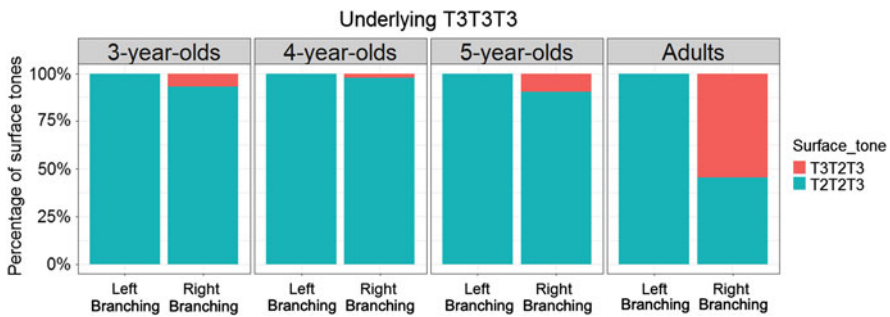 Underlying T3T3T3
3-year-olds 4-year-olds 5-year-olds Adults
Percentage of surface tones
100%
75%
50%
25%
0%
Surface_tone
T3T2T3
T2T2T3
Left Right Left Right Left Right Left Right
Branching Branching Branching Branching Branching Branching Branching Branching